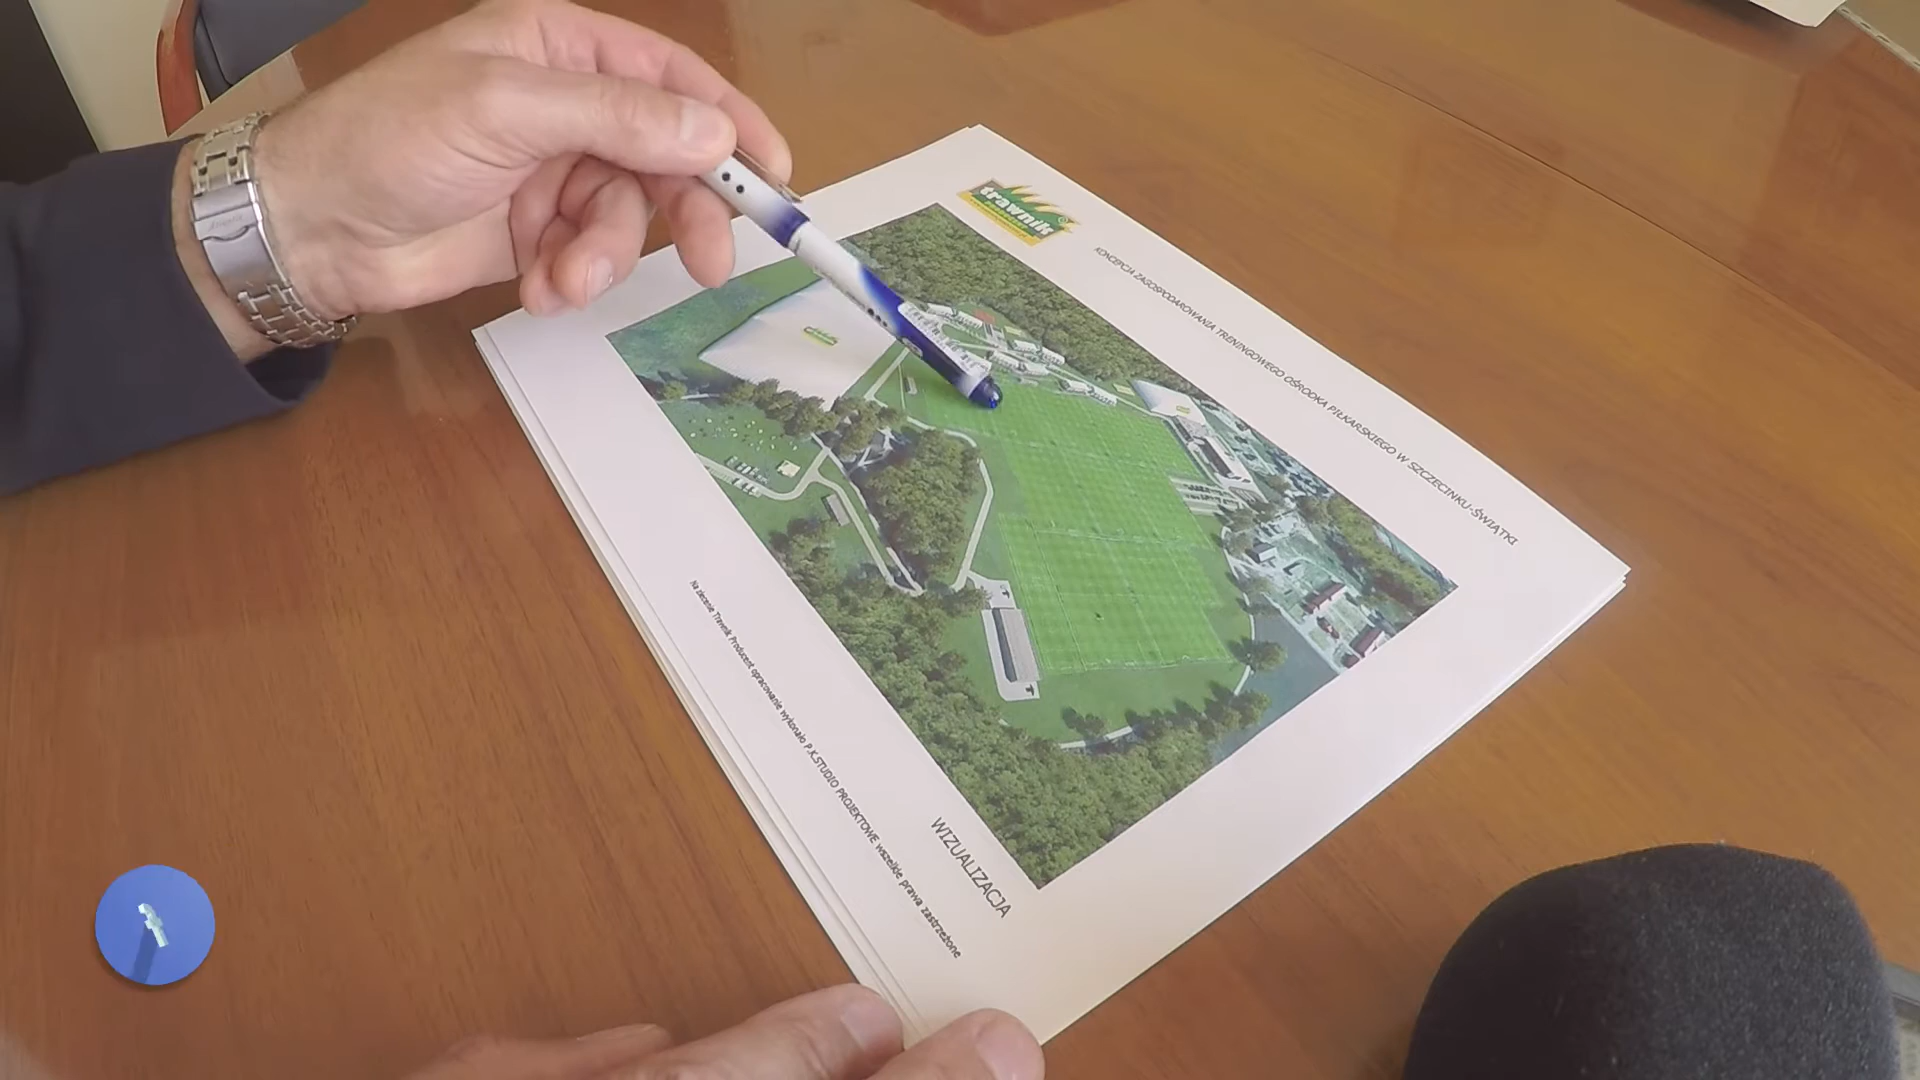 trawnik
KONCEPCJA ZAGOSPODAROWANIA TRENINGOWEGO OŚRODKA PIŁKARSKIEGO W SZCZECINKU-ŚWIĄTKI
WIZUALIZACJA
Na zlecenie Trawnik Producent opracowanie wykonało P.K.STUDIO PROJEKTOWE wszelkie prawa zastrzeżone